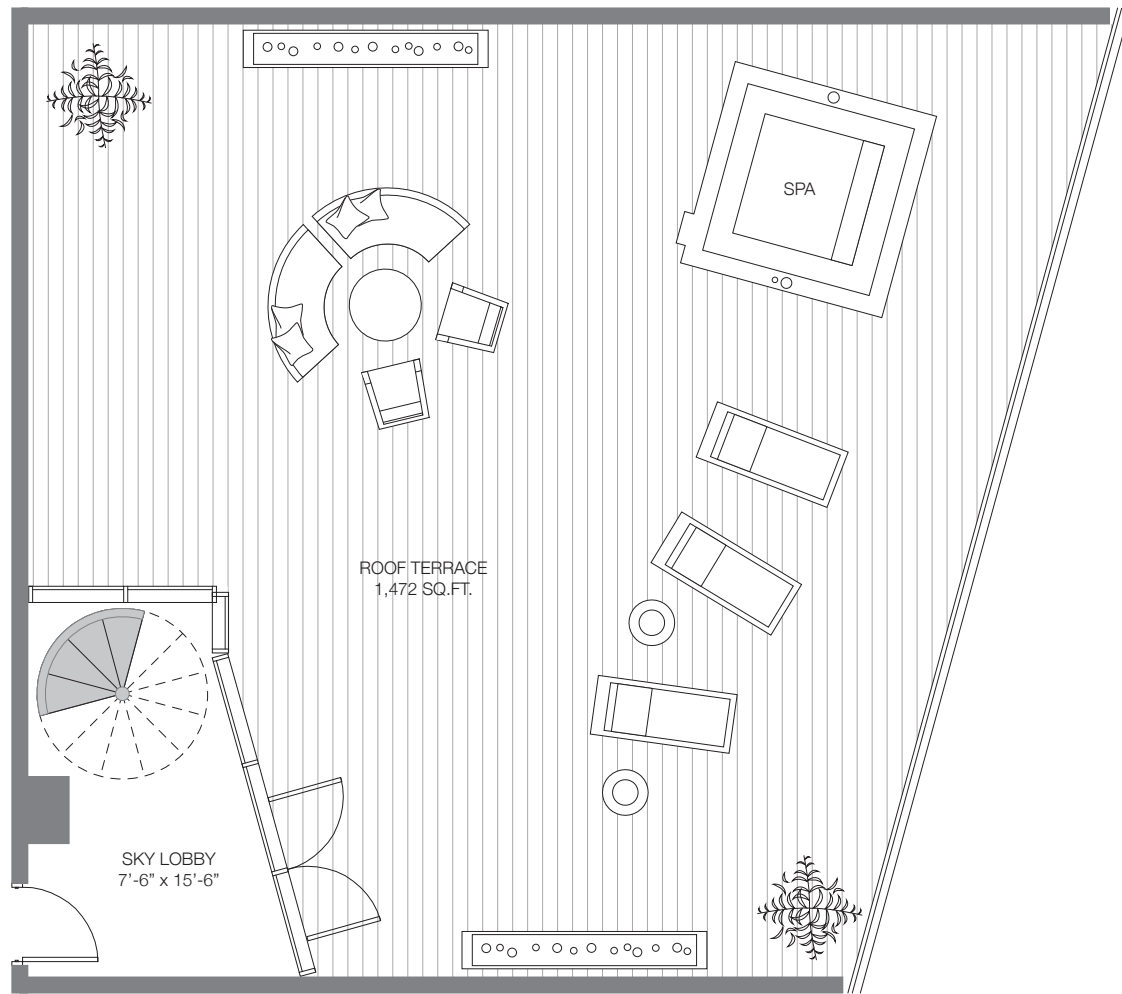 SPA
ROOF TERRACE
1,472 SQ.FT.
SKY LOBBY
7’-6” x 15’-6”